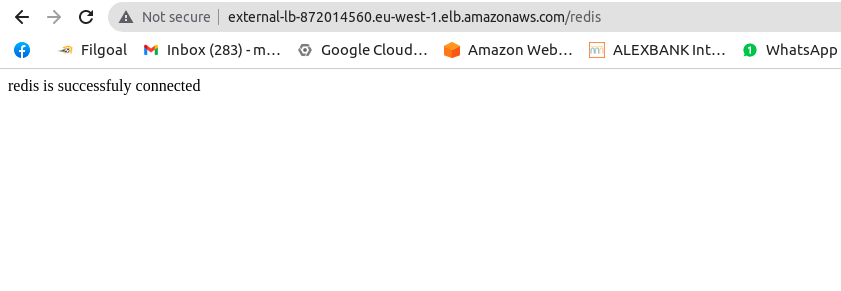 Not secure external-lb-872014560.eu-west-1.elb.amazonaws.com/redis
Filgoal Inbox (283) - m... Google Cloud... Amazon Web... ALEXBANK Int... 1 WhatsApp
redis is successfuly connected